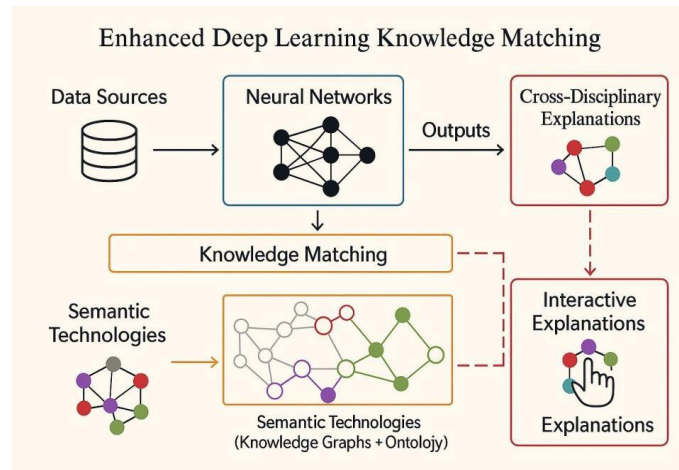 Enhanced Deep Learning Knowledge Matching
Data Sources
Neural Networks
Outputs
Cross-Disciplinary
Explanations
Knowledge Matching
Semantic
Technologies
Semantic Technologies
(Knowledge Graphs + Ontolojy)
Interactive
Explanations
Explanations